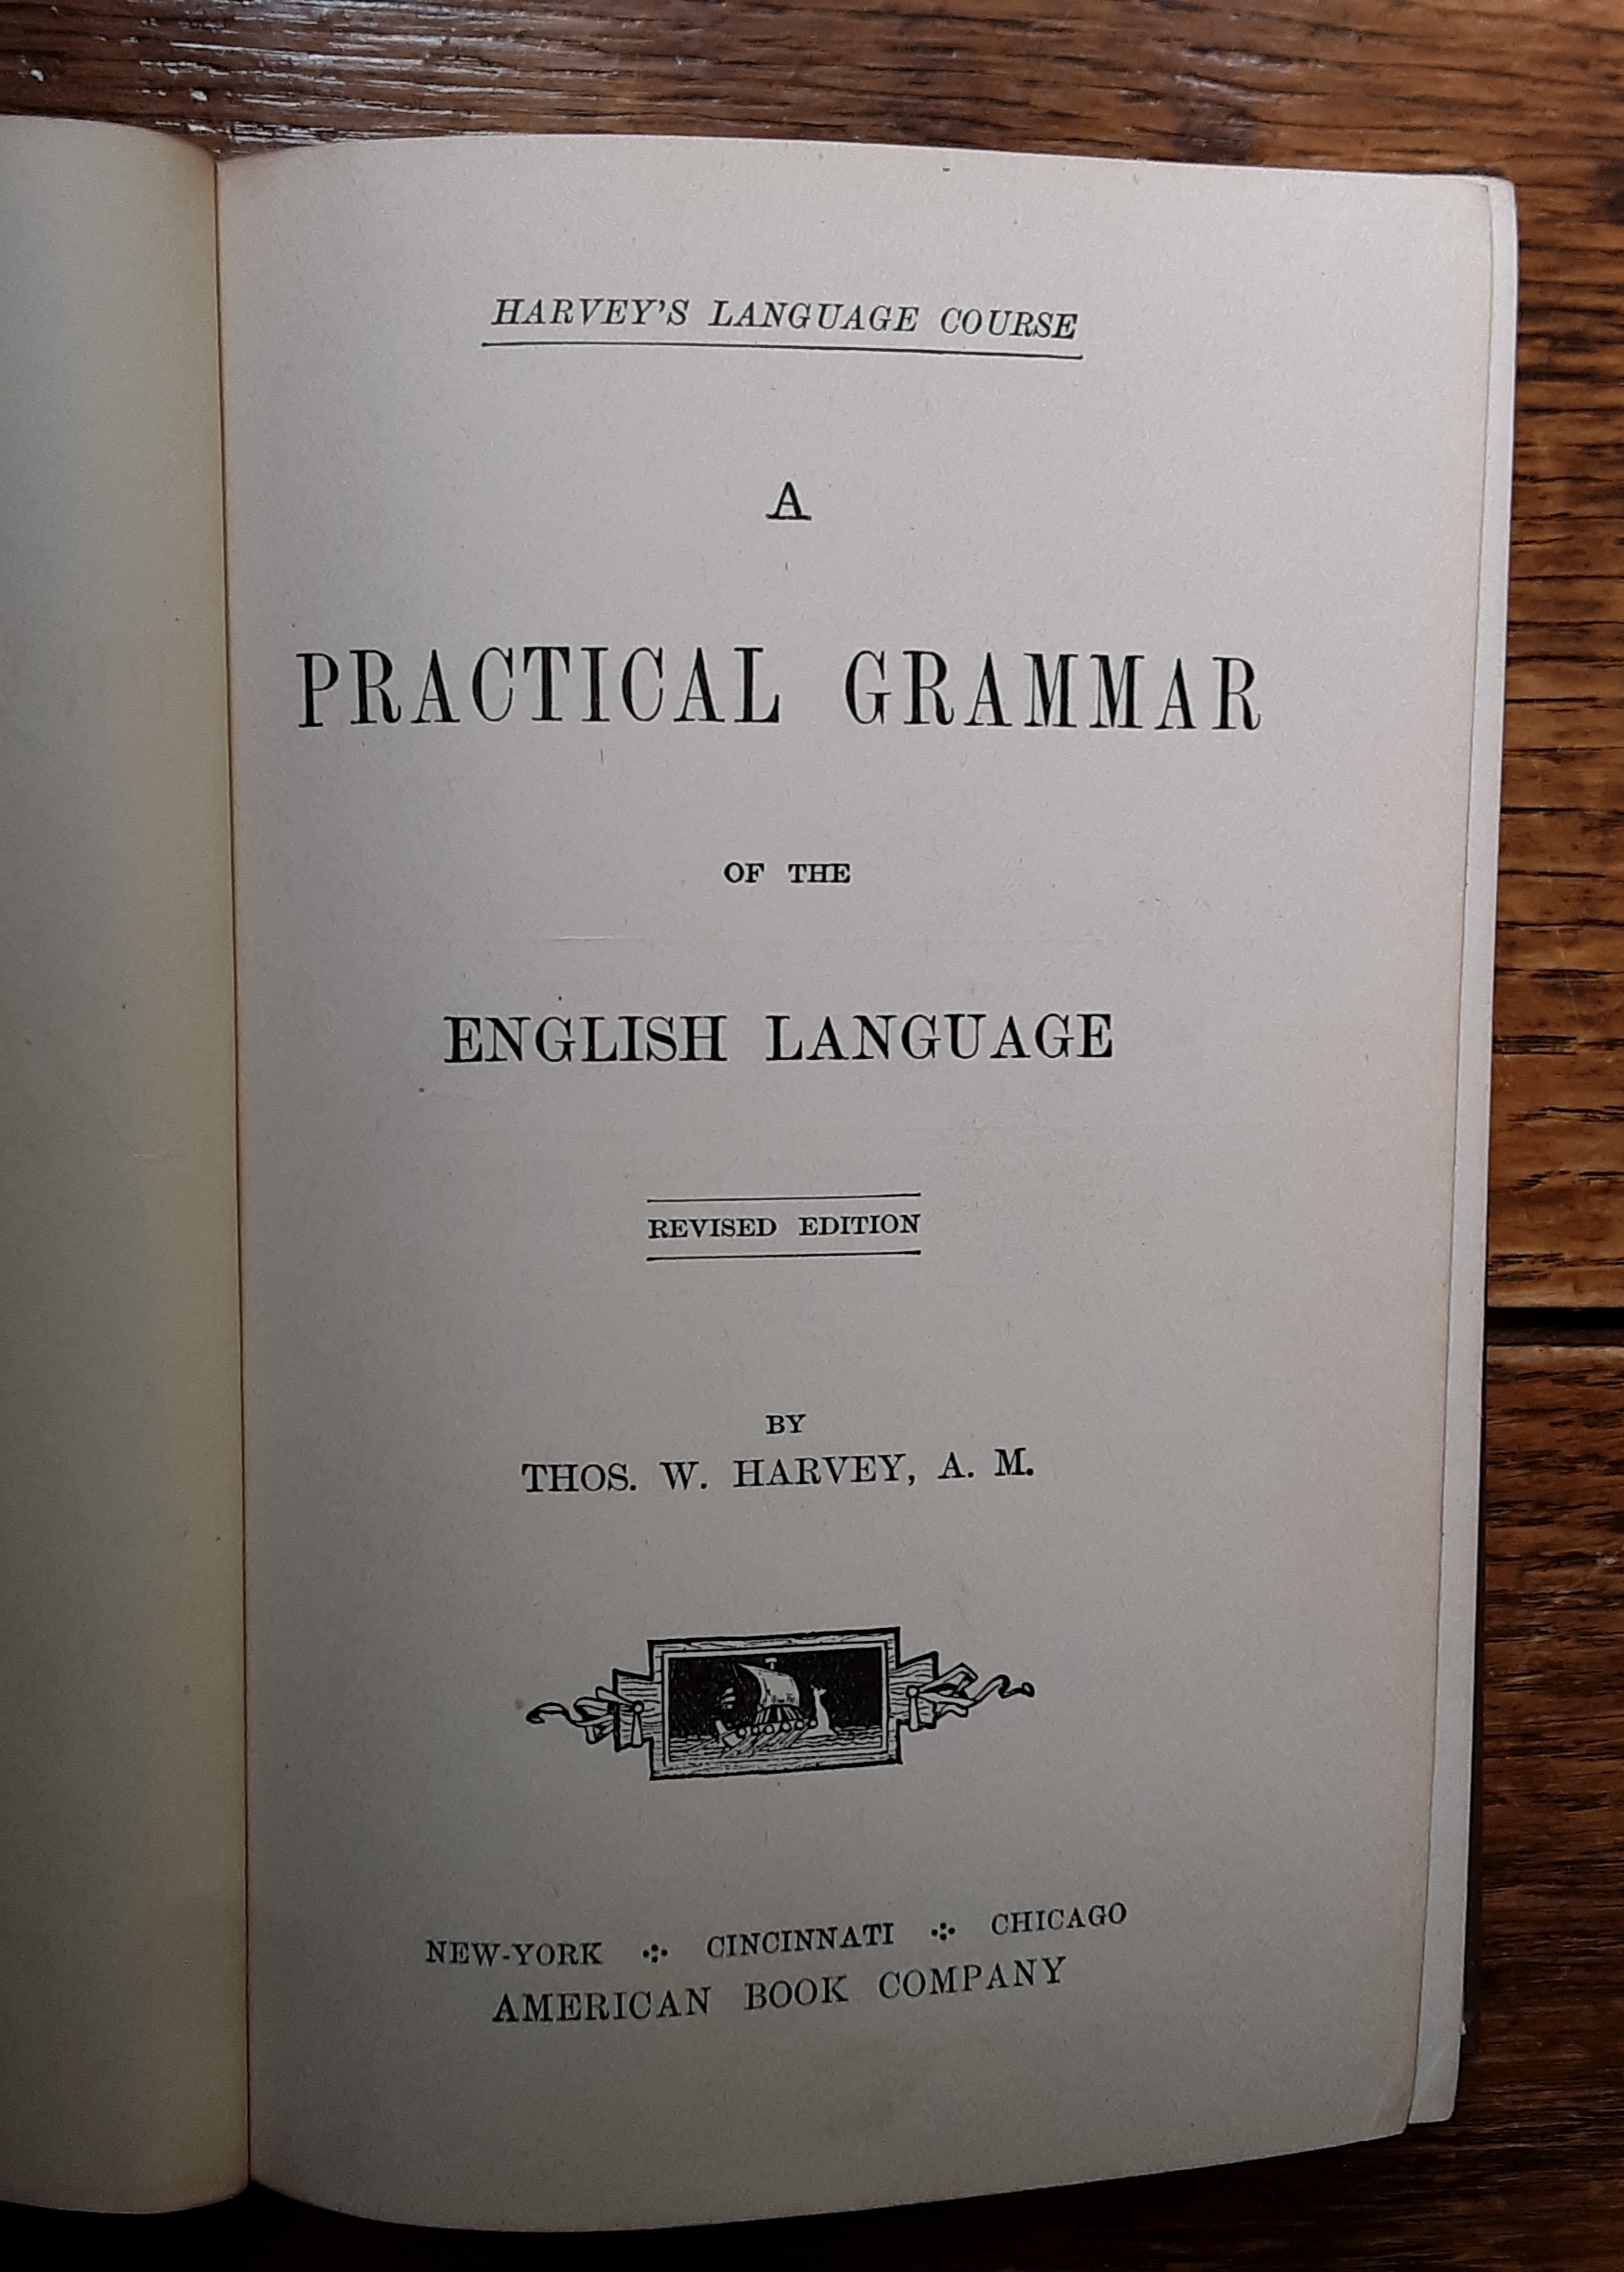 HARVEY'S LANGUAGE COURSE
A
PRACTICAL GRAMMAR
OF THE
ENGLISH LANGUAGE
REVISED EDITION
BY
THOS. W. HARVEY, A. M.
NEW-YORK ·:· CINCINNATI ·:· CHICAGO
AMERICAN BOOK COMPANY